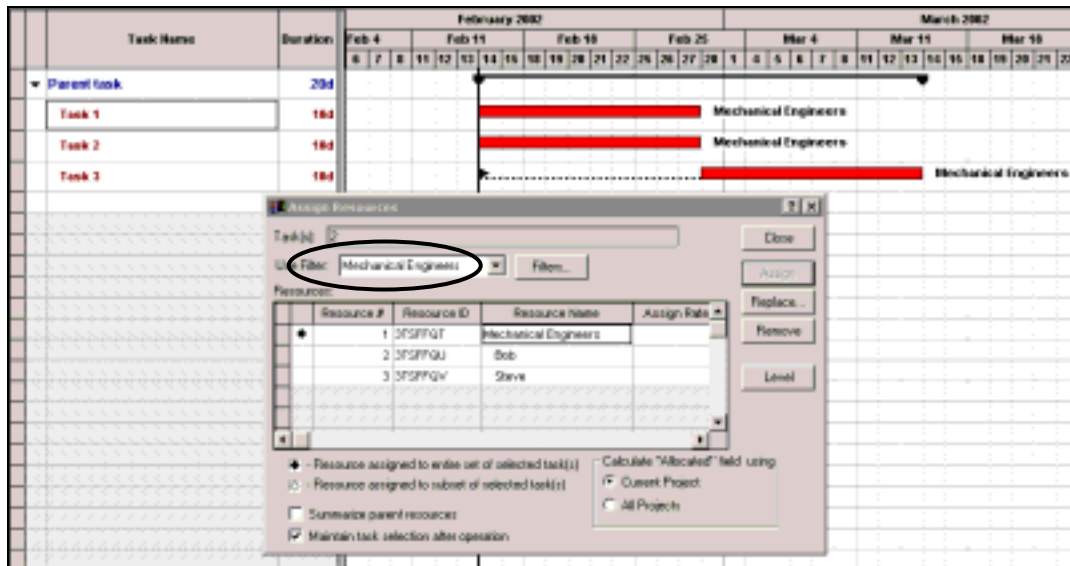 February 2002 March 2002
Task Name Duration Feb 4 Feb 11 Feb 18 Feb 25 Mar 4 Mar 11 Mar 18
6 7 8 11 12 13 14 15 18 19 20 21 22 25 26 27 28 1 4 5 6 7 8 11 12 13 14 15 18 19 20 21 22
Parent task 20d
Task 1 10d Mechanical Engineers
Task 2 10d Mechanical Engineers
Task 3 10d Mechanical Engineers
Assign Resources
Task(s): 2 Close
Use Filter: Mechanical Engineers Filters... Assign
Resources:
Resource # Resource ID Resource Name Assign Rate Replace...
1 Mechanical Engineers Remove
2 Bob
3 Steve Level
- Resource assigned to entire set of selected task(s) Calculate "Allocated" field using:
- Resource assigned to subset of selected task(s) Current Project
All Projects
Summarize parent resources
Maintain task selection after operation